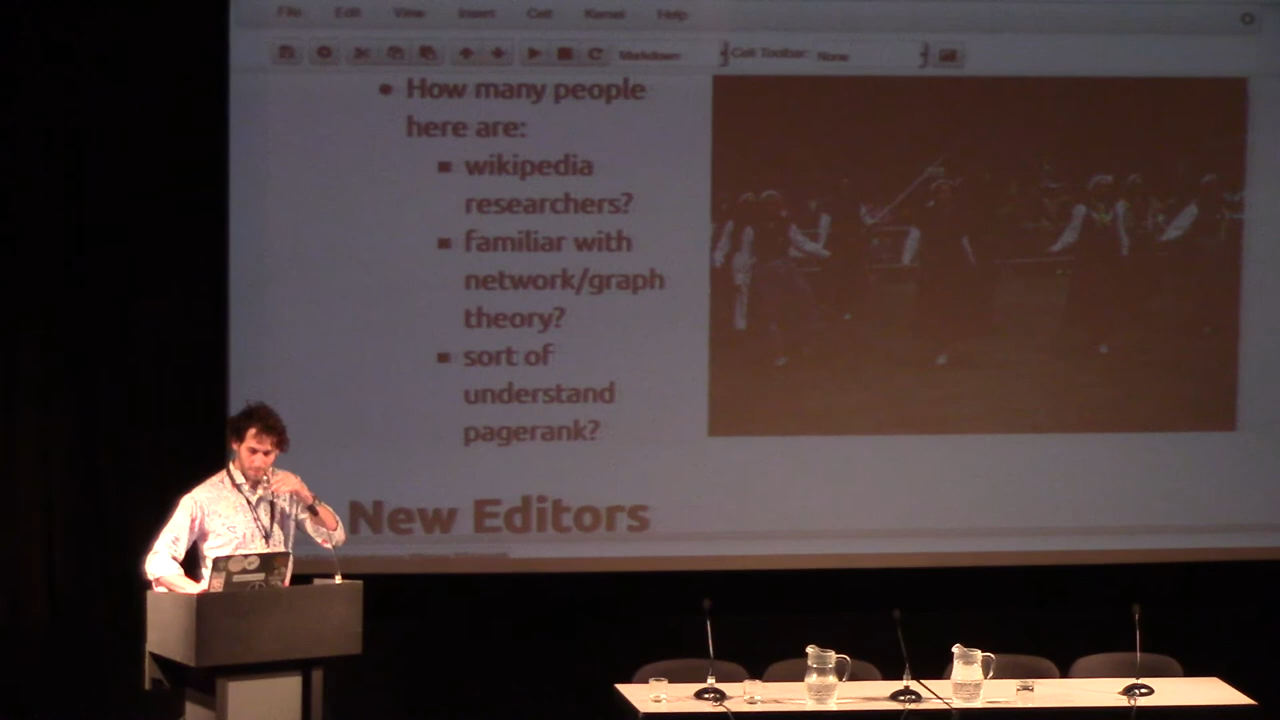 File Edit View Insert Cell Kernel Help
Markdown Cell Toolbar: None
How many people
here are:
wikipedia
researchers?
familiar with
network/graph
theory?
sort of
understand
pagerank?
New Editors